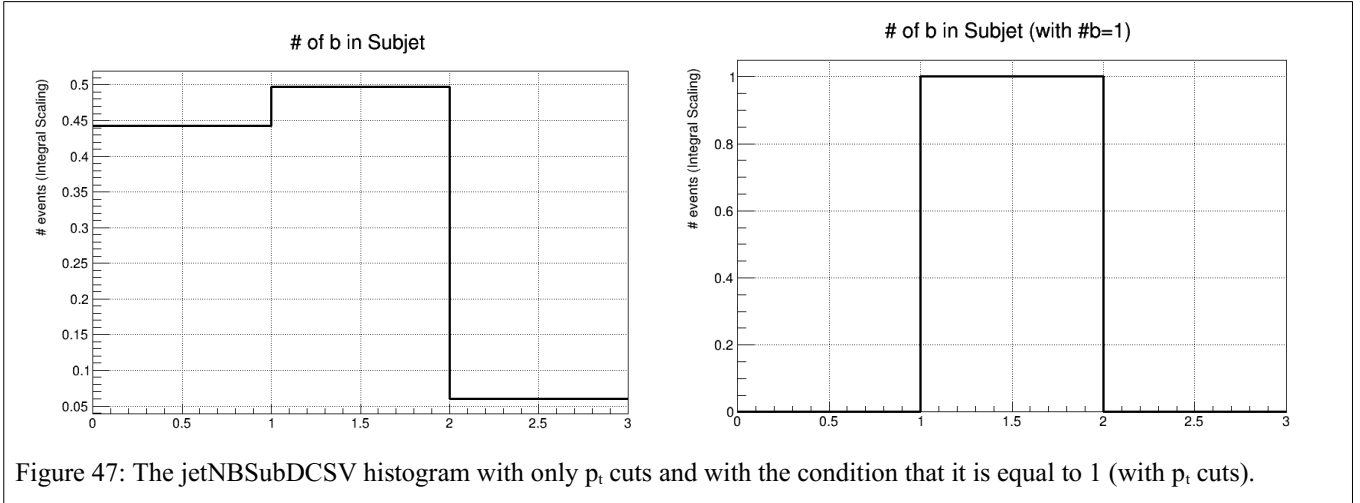 # of b in Subjet
# events (Integral Scaling)
0.5
0.45
0.4
0.35
0.3
0.25
0.2
0.15
0.1
0.05
0 0.5 1 1.5 2 2.5 3
# of b in Subjet (with #b=1)
# events (Integral Scaling)
1
0.8
0.6
0.4
0.2
0
0 0.5 1 1.5 2 2.5 3
Figure 47: The jetNBSubDCSV histogram with only pₜ cuts and with the condition that it is equal to 1 (with pₜ cuts).